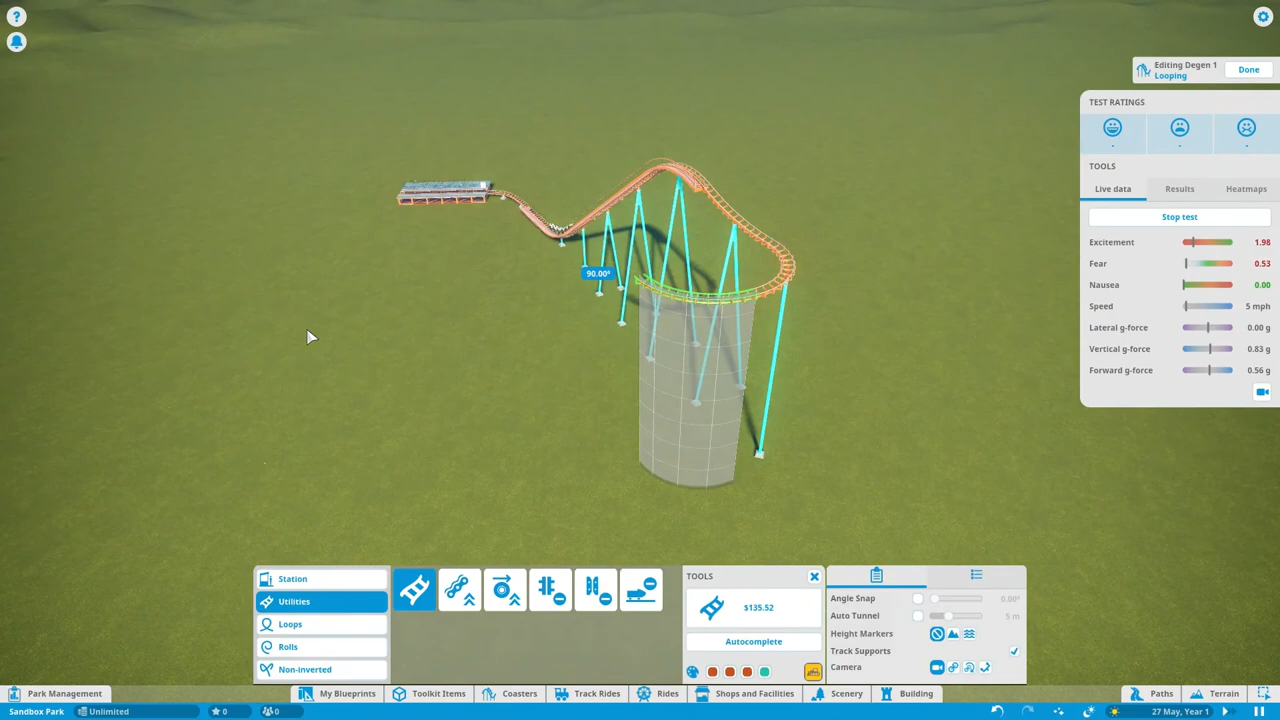 ?
Editing Degen 1
Looping
Done
TEST RATINGS
- - -
TOOLS
Live data Results Heatmaps
Stop test
Excitement 1.98
Fear 0.53
Nausea 0.00
Speed 5 mph
Lateral g-force 0.00 g
Vertical g-force 0.83 g
Forward g-force 0.56 g
90.00°
Station
Utilities
Loops
Rolls
Non-inverted
TOOLS
$135.52
Autocomplete
Angle Snap 0.00°
Auto Tunnel 5 m
Height Markers
Track Supports
Camera
Park Management My Blueprints Toolkit Items Coasters Track Rides Rides Shops and Facilities Scenery Building Paths Terrain
Sandbox Park Unlimited 0 0 27 May, Year 1